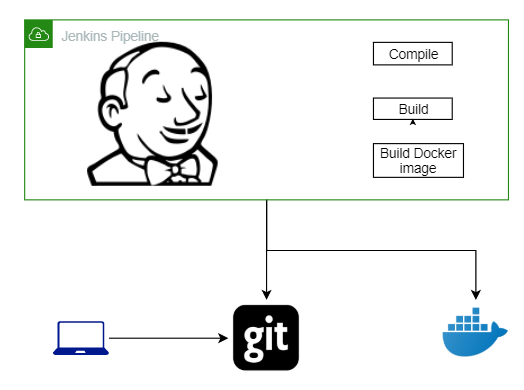 Jenkins Pipeline
Compile
Build
Build Docker
image
git